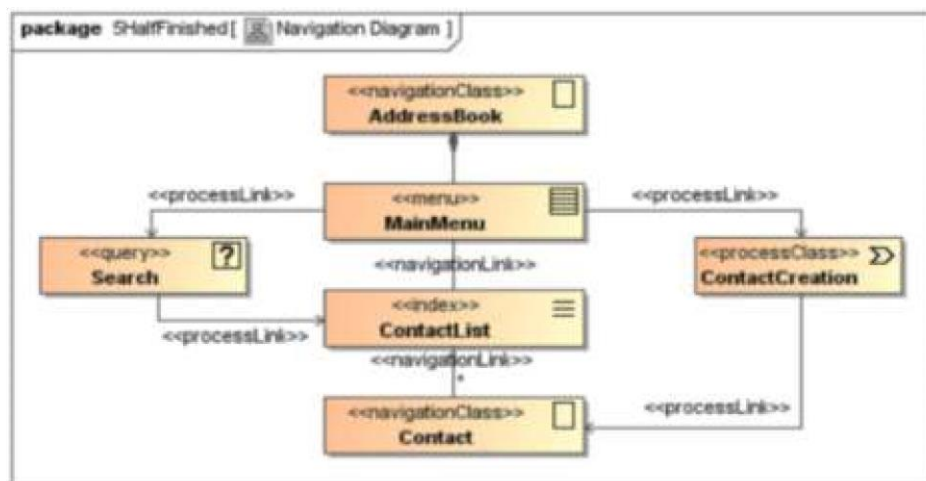 package 5HalfFinished [ Navigation Diagram ]
<<navigationClass>>
AddressBook
<<processLink>>
<<menu>>
MainMenu
<<processLink>>
<<query>>
?
Search
<<navigationLink>>
<<processClass>>
ContactCreation
<<index>>
ContactList
<<processLink>>
<<navigationLink>>
*
<<navigationClass>>
Contact
<<processLink>>